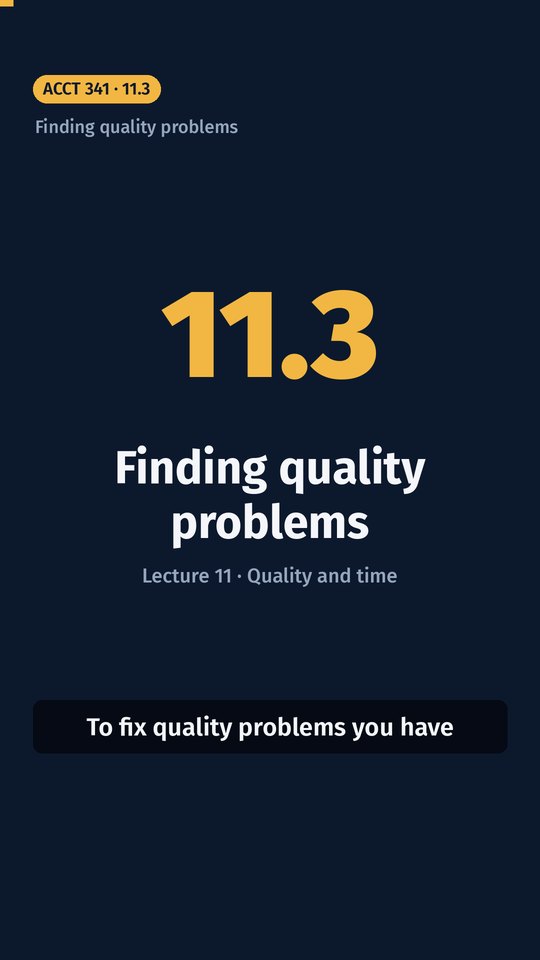 ACCT 341 · 11.3
Finding quality problems
11.3
Finding quality
problems
Lecture 11 · Quality and time
To fix quality problems you have